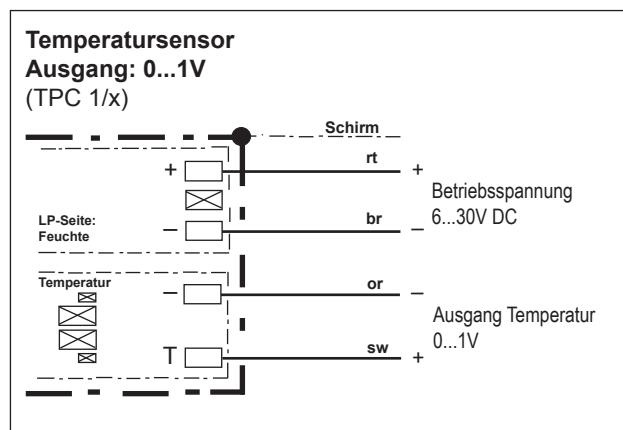 Temperatursensor
Ausgang: 0...1V
(TPC 1/x)
Schirm
+ rt +
Betriebsspannung
6...30V DC
LP-Seite:
Feuchte
– br –
Temperatur
– or –
Ausgang Temperatur
0...1V
T sw +